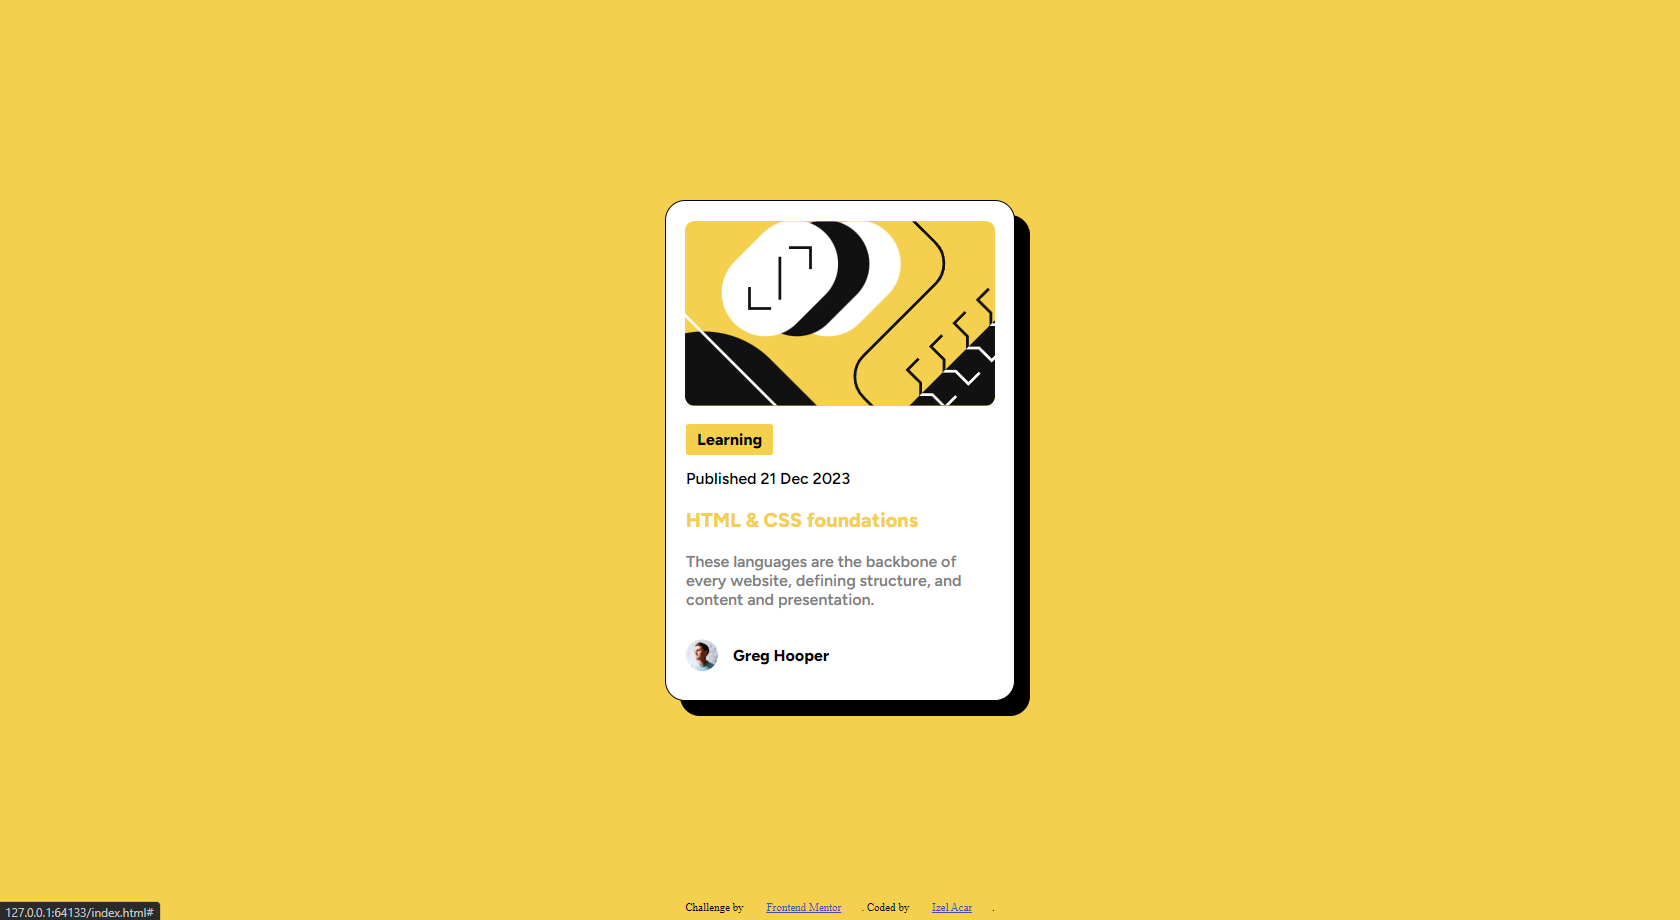 Learning
Published 21 Dec 2023
HTML & CSS foundations
These languages are the backbone of
every website, defining structure, and
content and presentation.
Greg Hooper
Challenge by Frontend Mentor . Coded by Izel Acar .
127.0.0.1:64133/index.html#